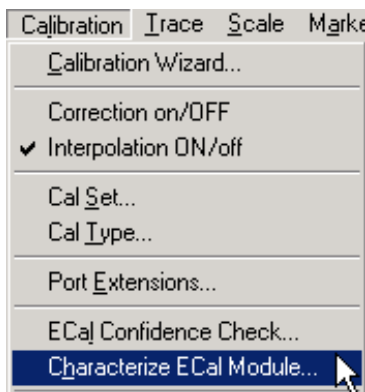 Calibration Trace Scale Marke
Calibration Wizard...
Correction on/OFF
Interpolation ON/off
Cal Set...
Cal Type...
Port Extensions...
ECal Confidence Check...
Characterize ECal Module...